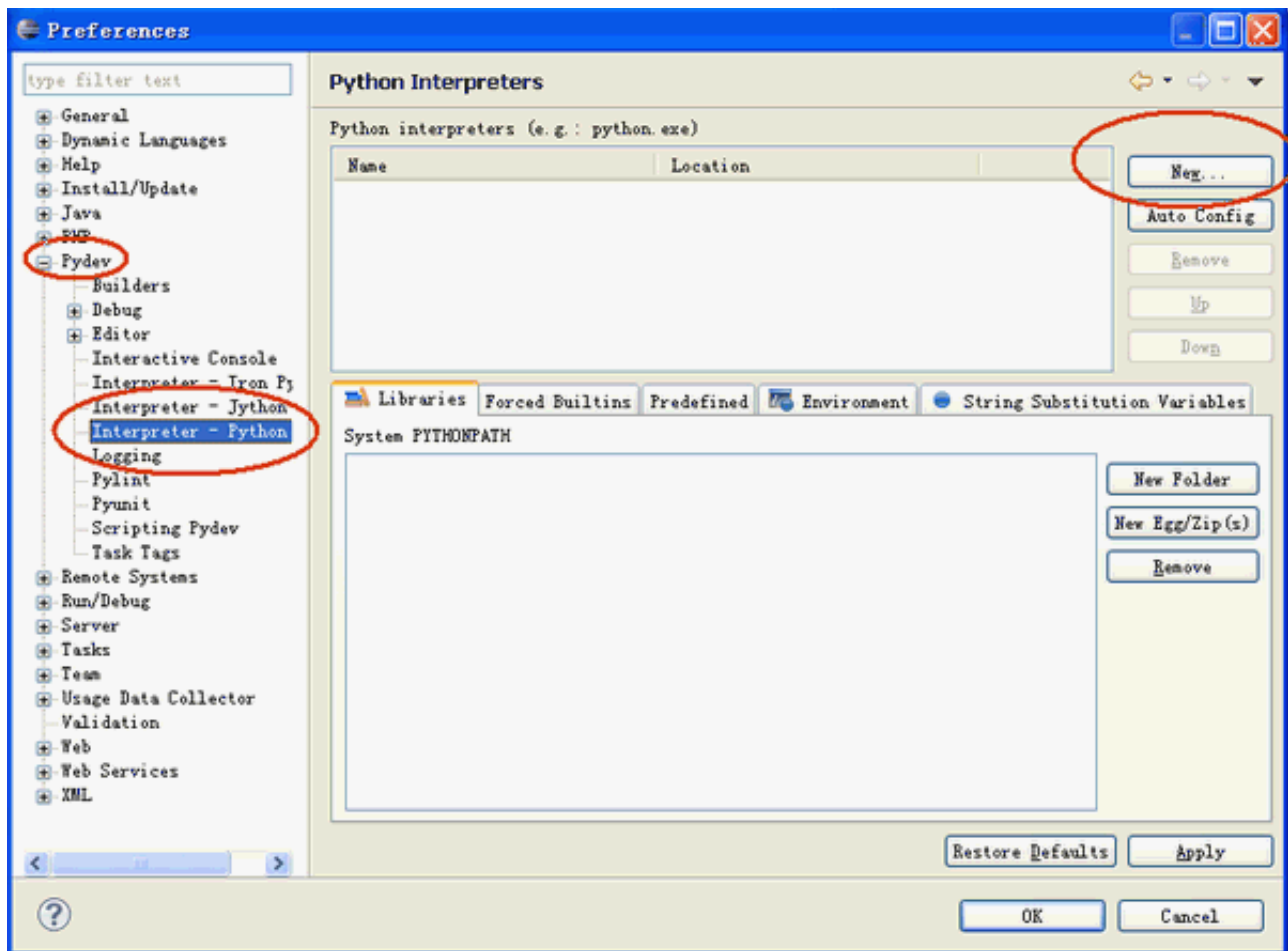 Preferences
type filter text
General
Dynamic Languages
Help
Install/Update
Java
PHP
Pydev
Builders
Debug
Editor
Interactive Console
Interpreter - Iron Py
Interpreter - Jython
Interpreter - Python
Logging
Pylint
Pyunit
Scripting Pydev
Task Tags
Remote Systems
Run/Debug
Server
Tasks
Team
Usage Data Collector
Validation
Web
Web Services
XML
Python Interpreters
Python interpreters (e.g.: python.exe)
Name Location
New...
Auto Config
Remove
Up
Down
Libraries Forced Builtins Predefined Environment String Substitution Variables
System PYTHONPATH
New Folder
New Egg/Zip(s)
Remove
Restore Defaults Apply
OK Cancel